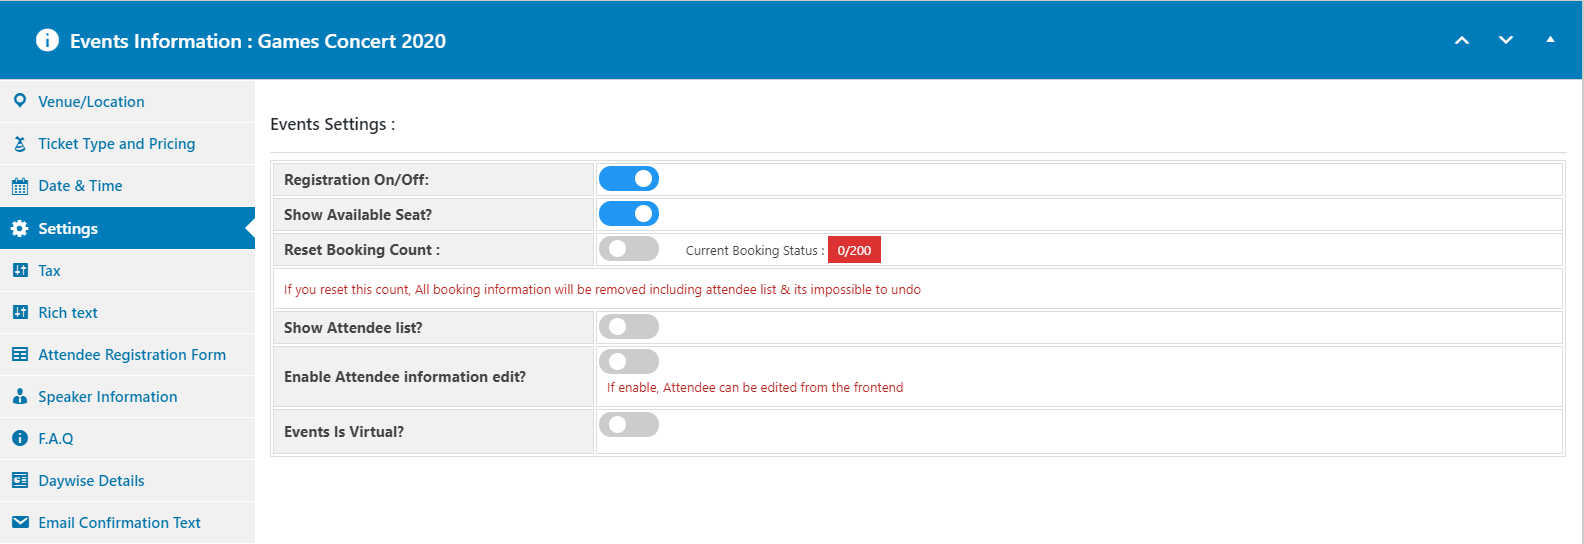 Events Information : Games Concert 2020
Venue/Location
Ticket Type and Pricing
Date & Time
Settings
Tax
Rich text
Attendee Registration Form
Speaker Information
F.A.Q
Daywise Details
Email Confirmation Text
Events Settings :
Registration On/Off:
Show Available Seat?
Reset Booking Count : Current Booking Status : 0/200
If you reset this count, All booking information will be removed including attendee list & its impossible to undo
Show Attendee list?
Enable Attendee information edit?
If enable, Attendee can be edited from the frontend
Events Is Virtual?